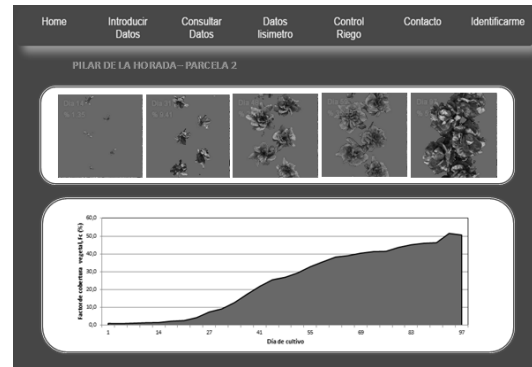 Home
Introducir Datos
Consultar Datos
Datos lisimetro
Control Riego
Contacto
Identificarme
PILAR DE LA HORADA – PARCELA 2
Factor de cobertura vegetal, Fc (%)
60,0
50,0
40,0
30,0
20,0
10,0
0,0
1 14 27 41 55 69 83 97
Día de cultivo